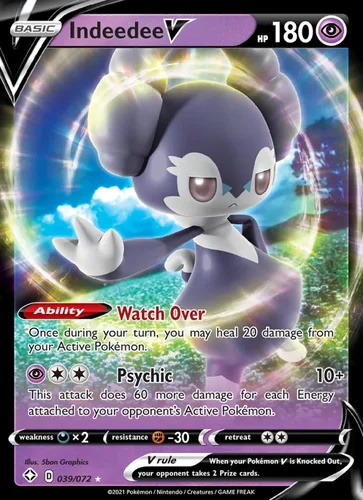 BASIC Indeedee V HP 180
Ability Watch Over
Once during your turn, you may heal 20 damage from
your Active Pokémon.
Psychic 10+
This attack does 60 more damage for each Energy
attached to your opponent's Active Pokémon.
weakness ×2 resistance -30 retreat
Illus. 5ban Graphics
V rule When your Pokémon V is Knocked Out,
your opponent takes 2 Prize cards.
D 039/072
©2021 Pokémon / Nintendo / Creatures / GAME FREAK